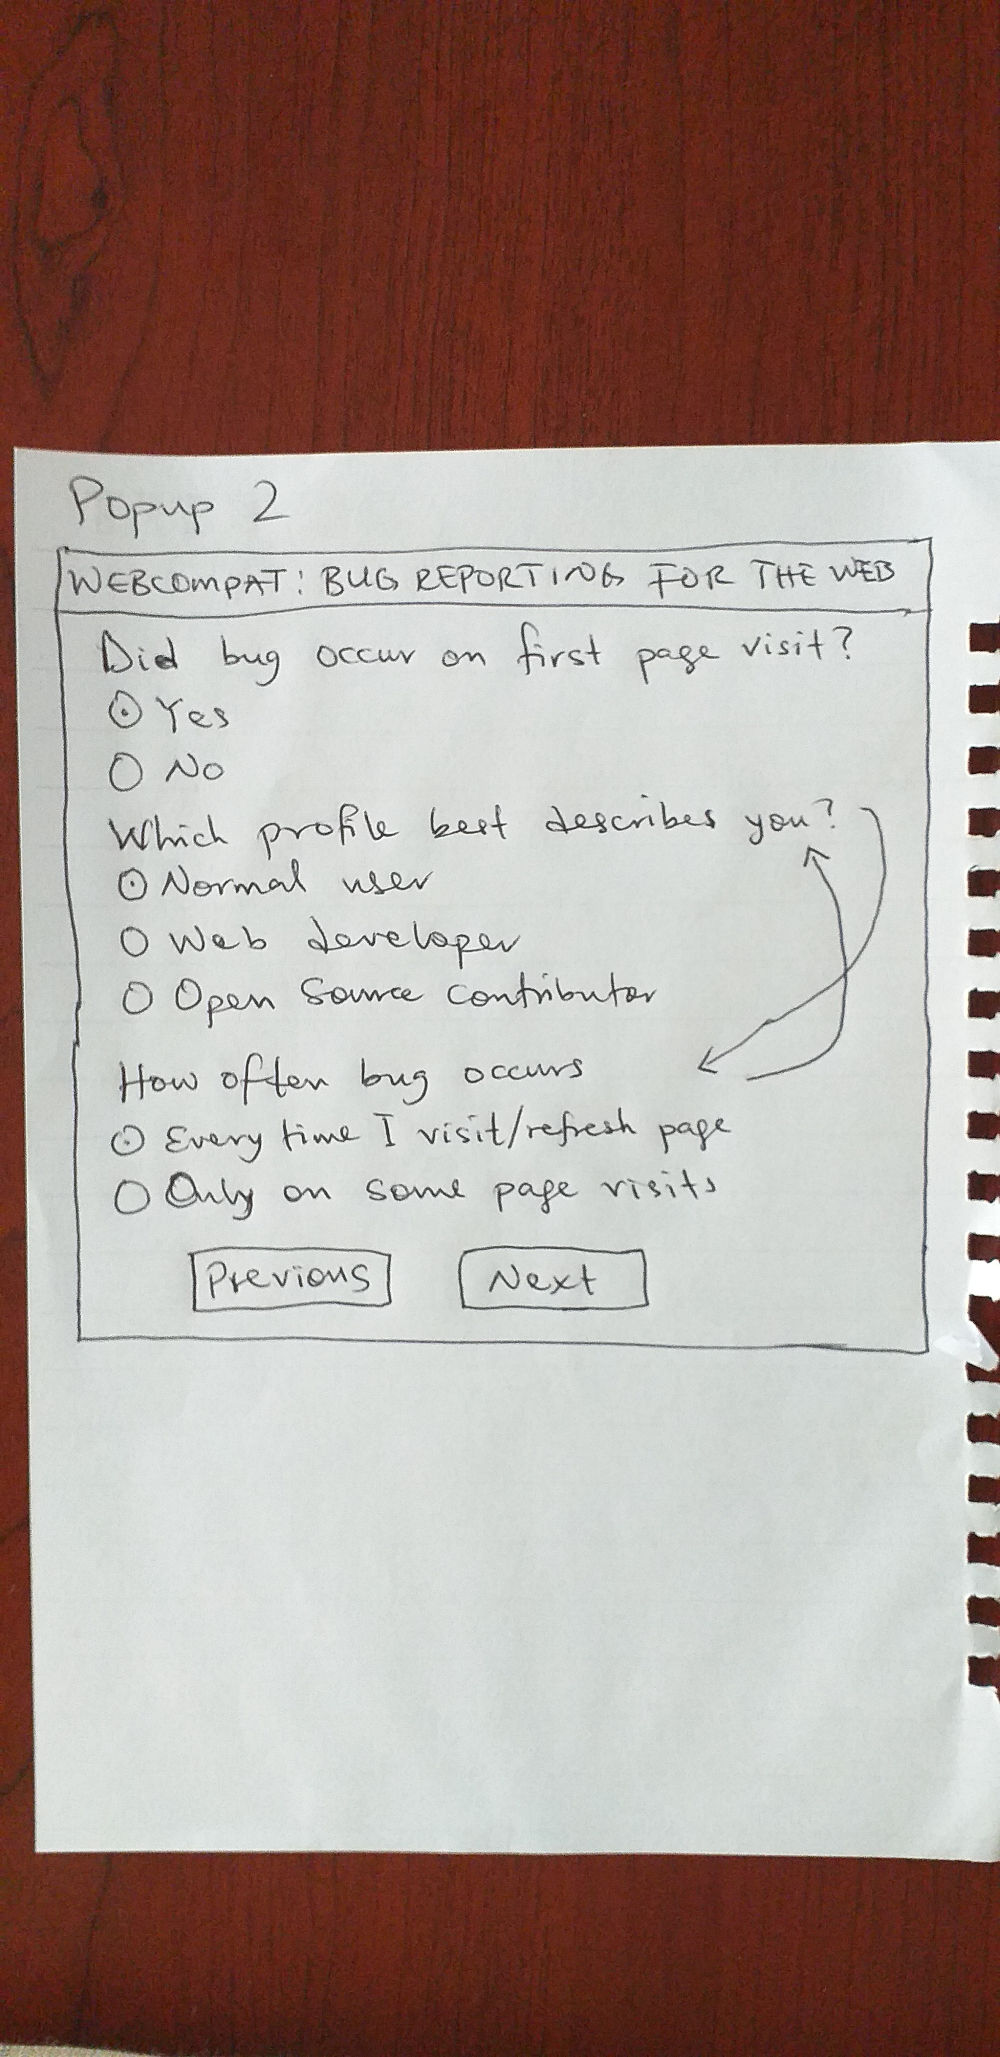 Popup 2
WEBCOMPAT: BUG REPORTING FOR THE WEB
Did bug occur on first page visit?
Yes
No
Which profile best describes you?
Normal user
Web developer
Open Source Contributor
How often bug occurs
Every time I visit/refresh page
Only on some page visits
Previous Next